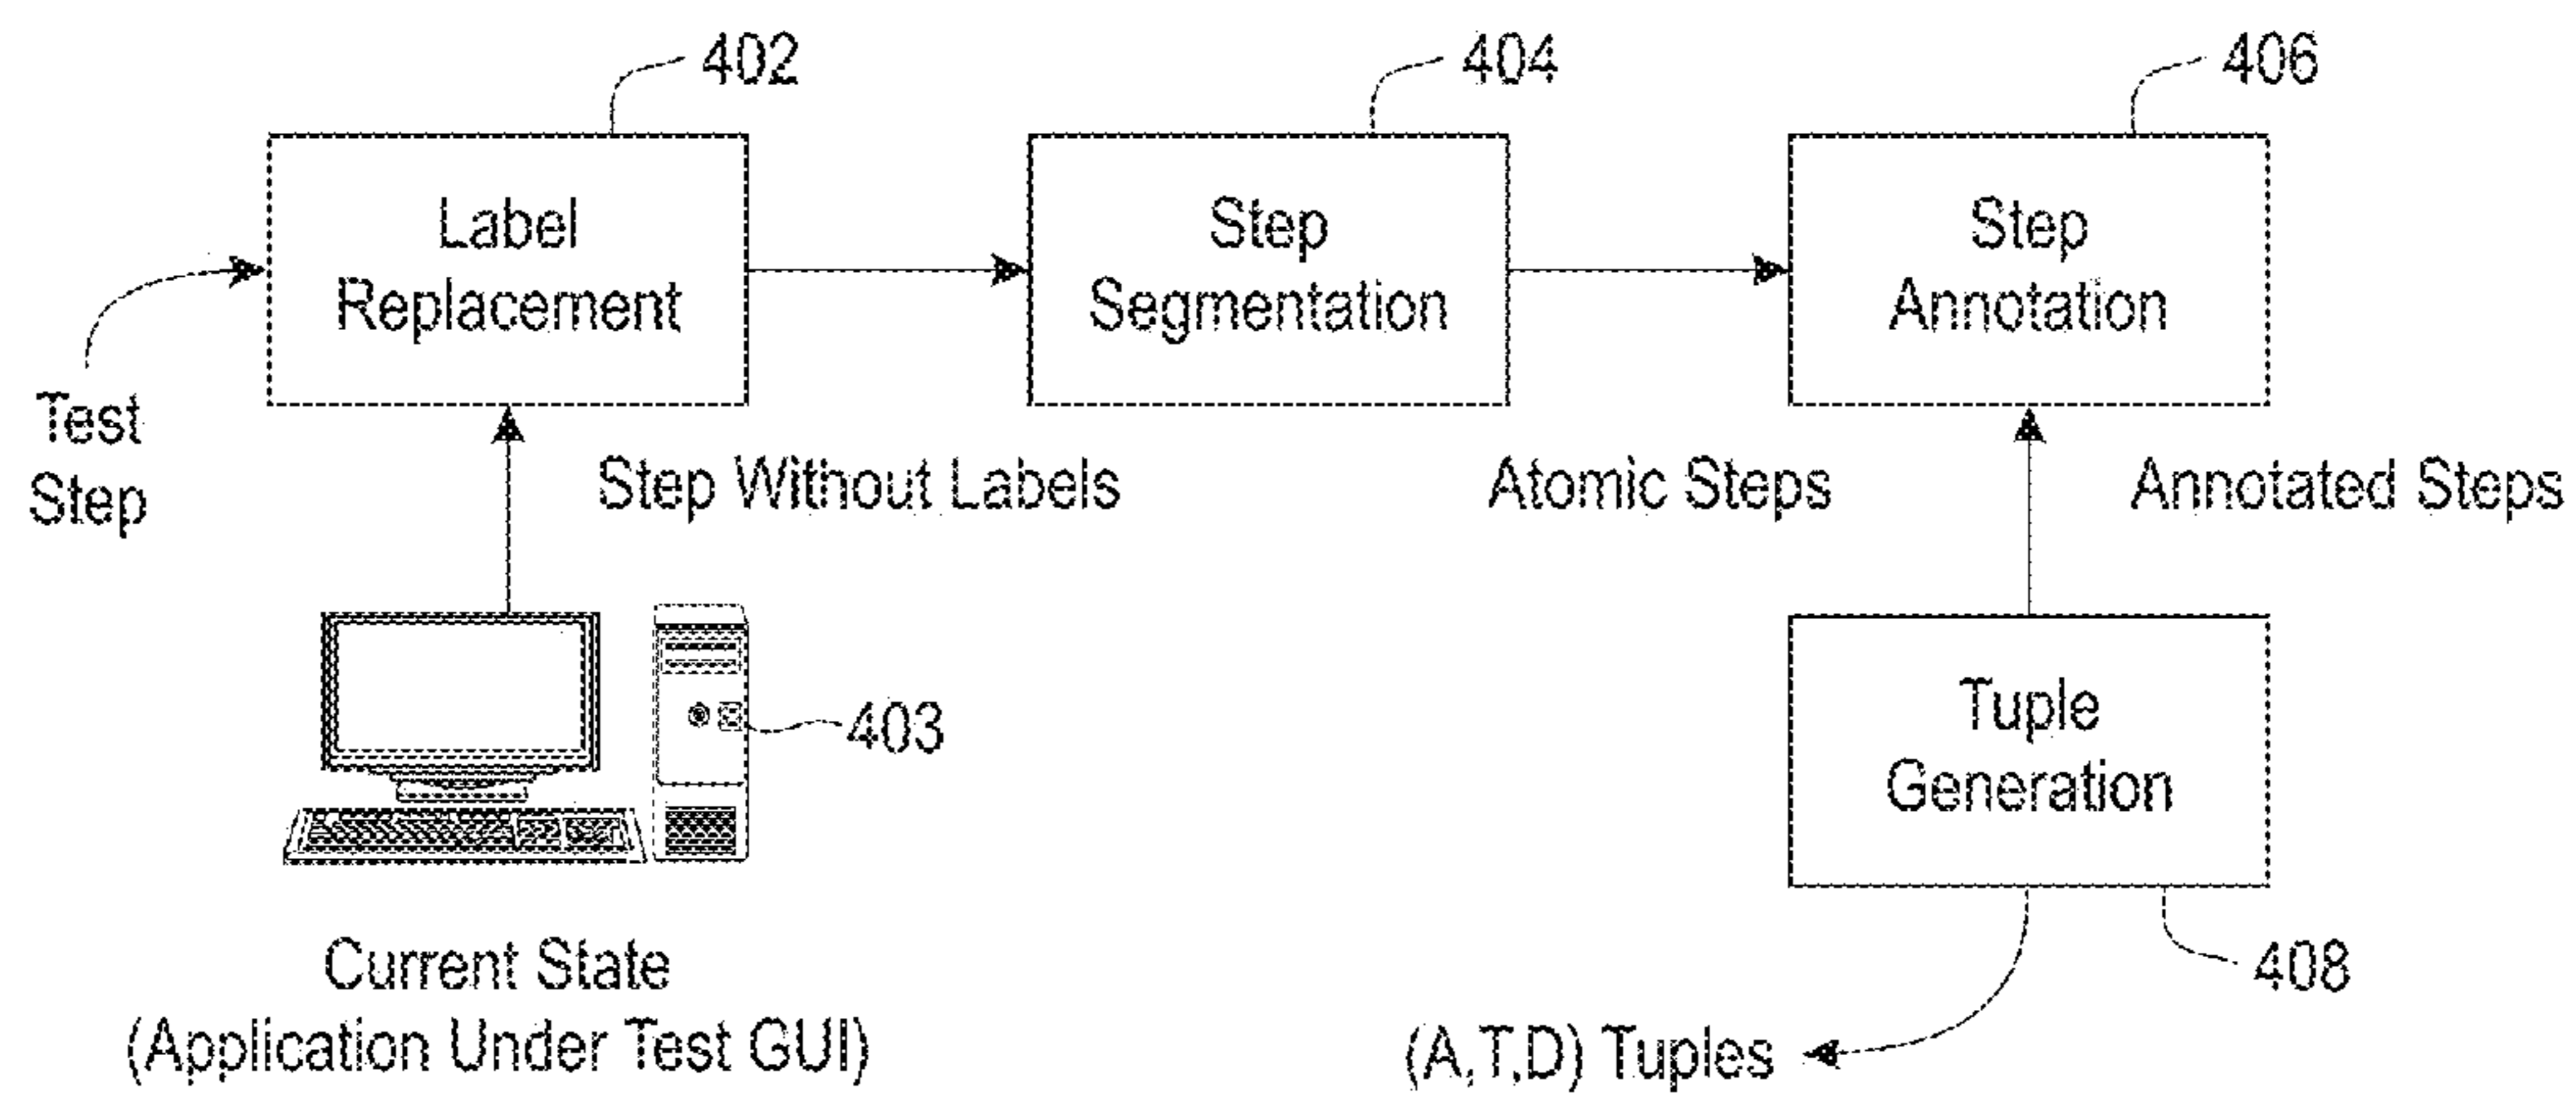 402
404
406
Label
Replacement
Step
Segmentation
Step
Annotation
Test
Step
Step Without Labels
Atomic Steps
Annotated Steps
403
Tuple
Generation
Current State
(Application Under Test GUI)
408
(A,T,D) Tuples